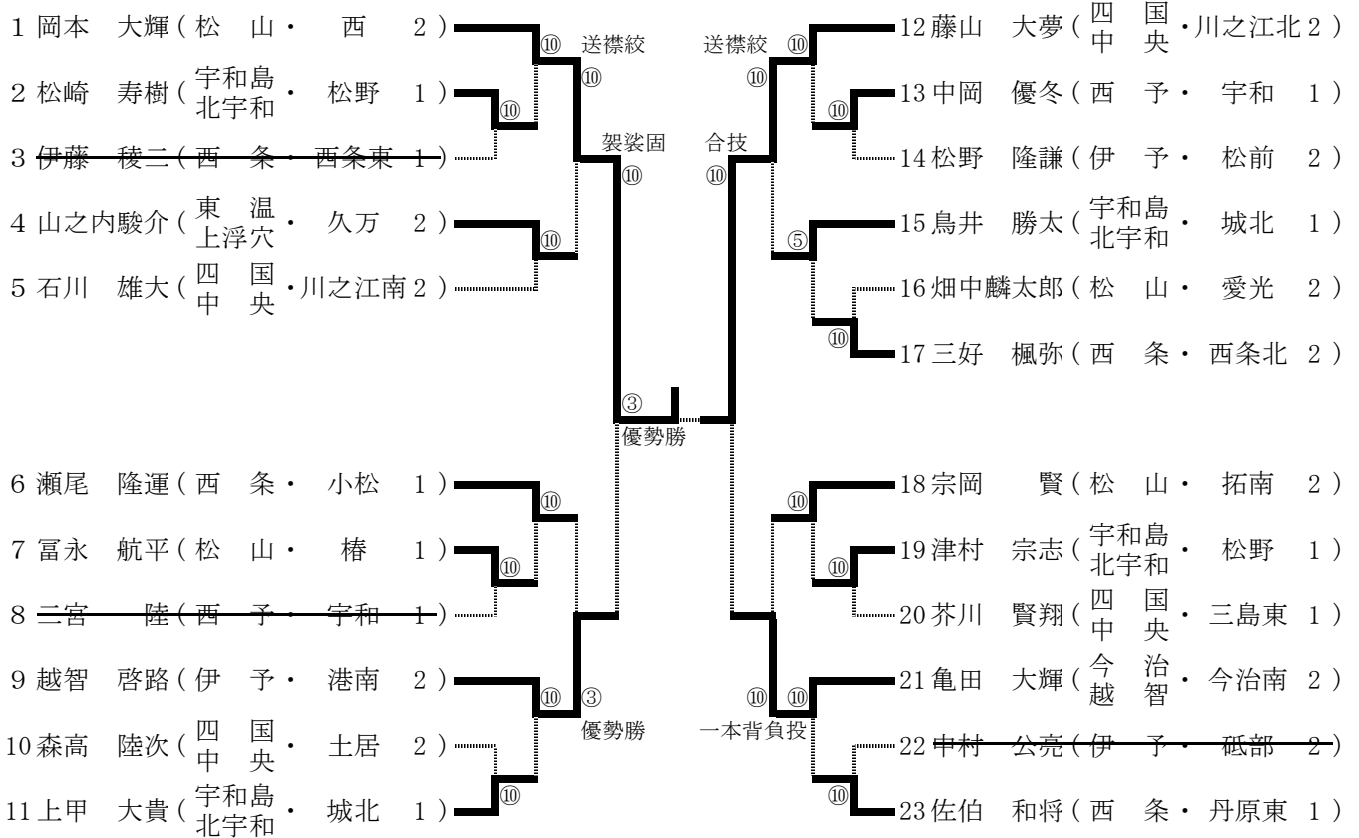 1 岡本　大輝（松　山・　西　2）
⑩ 送襟絞
⑩
2 松崎　寿樹（宇和島北宇和・　松野　1）
⑩
袈裟固
⑩
3 伊藤　稜二（西　条・西条東　1）
4 山之内駿介（東　温上浮穴・　久万　2）
⑩
5 石川　雄大（四　国中　央・川之江南 2）
③
優勢勝
6 瀬尾　隆運（西　条・　小松　1）
⑩
7 冨永　航平（松　山・　椿　1）
⑩
8 二宮　　陸（西　予・　宇和　1）
9 越智　啓路（伊　予・　港南　2）
⑩ ③
優勢勝
10 森高　陸次（四　国中　央・　土居　2）
⑩
11 上甲　大貴（宇和島北宇和・　城北　1）
12 藤山　大夢（四　国中　央・川之江北 2）
送襟絞 ⑩
⑩
13 中岡　優冬（西　予・　宇和　1）
⑩
合技
⑩
14 松野　隆謙（伊　予・　松前　2）
15 鳥井　勝太（宇和島北宇和・　城北　1）
⑤
16 畑中麟太郎（松　山・　愛光　2）
⑩
17 三好　楓弥（西　条・　西条北　2）
18 宗岡　　賢（松　山・　拓南　2）
⑩
19 津村　宗志（宇和島北宇和・　松野　1）
⑩
20 芥川　賢翔（四　国中　央・　三島東　1）
21 亀田　大輝（今　治越　智・　今治南　2）
⑩ ⑩
一本背負投
22 中村　公亮（伊　予・　砥部　2）
⑩
23 佐伯　和将（西　条・　丹原東　1）